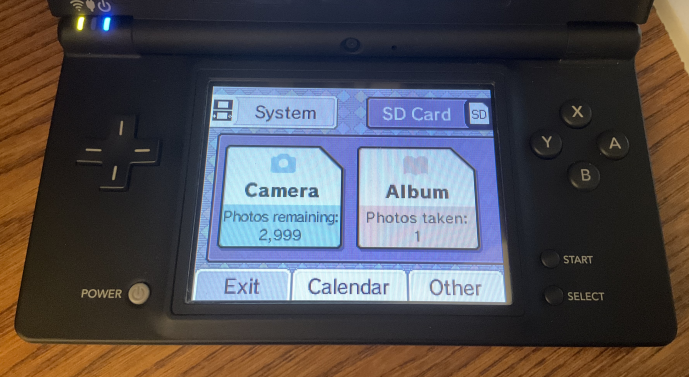 System
SD Card
SD
Camera
Photos remaining:
2,999
Album
Photos taken:
1
Exit
Calendar
Other
X
Y
A
B
START
SELECT
POWER